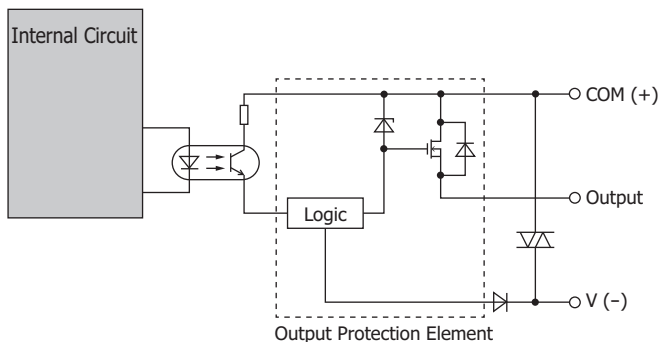 Internal Circuit
COM (+)
Output
Logic
V (–)
Output Protection Element